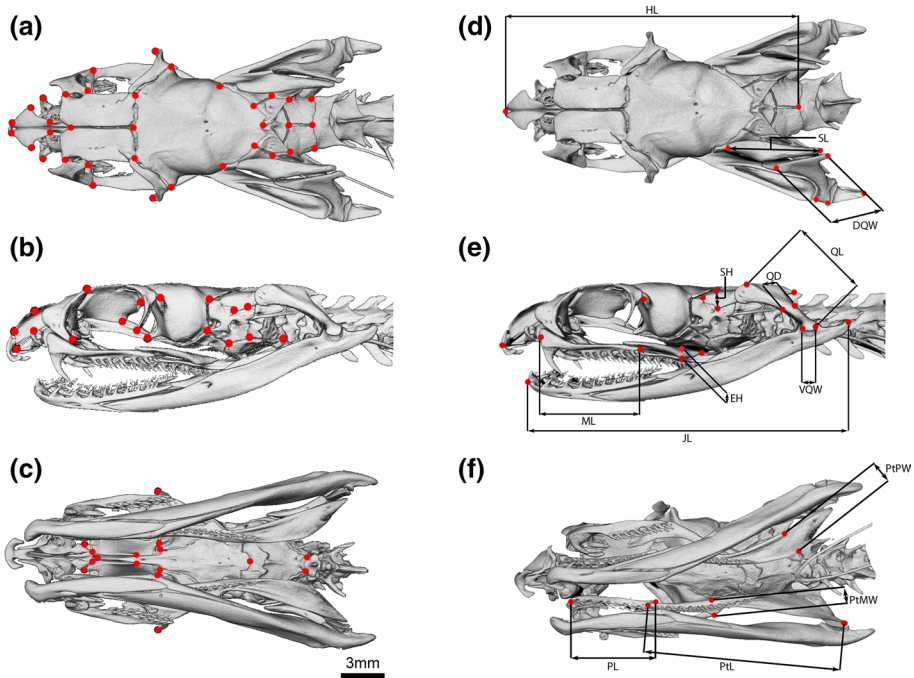 (a)
(d)
HL
SL
DQW
(b)
(e)
QL
SH
QD
VQW
EH
ML
JL
(c)
(f)
PtPW
PtMW
PL
PtL
3mm